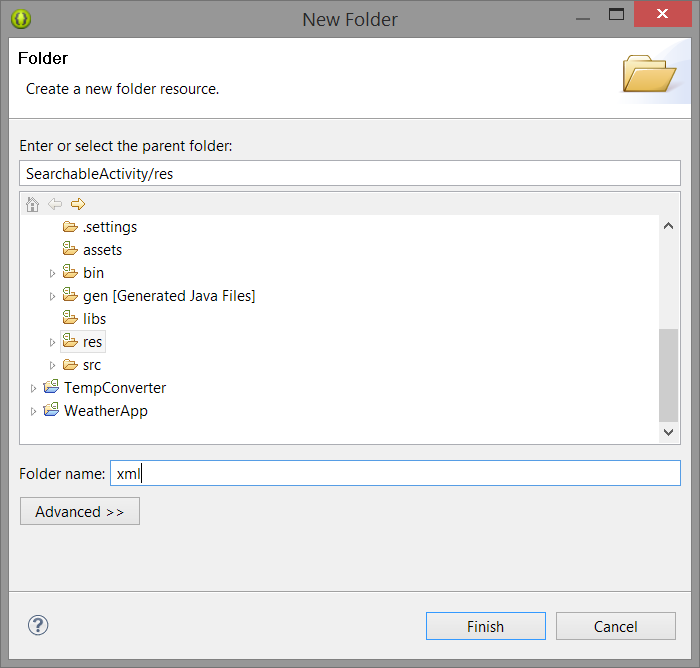 New Folder
Folder
Create a new folder resource.
Enter or select the parent folder:
SearchableActivity/res
.settings
assets
bin
gen [Generated Java Files]
libs
res
src
TempConverter
WeatherApp
Folder name: xml
Advanced >>
? Finish Cancel